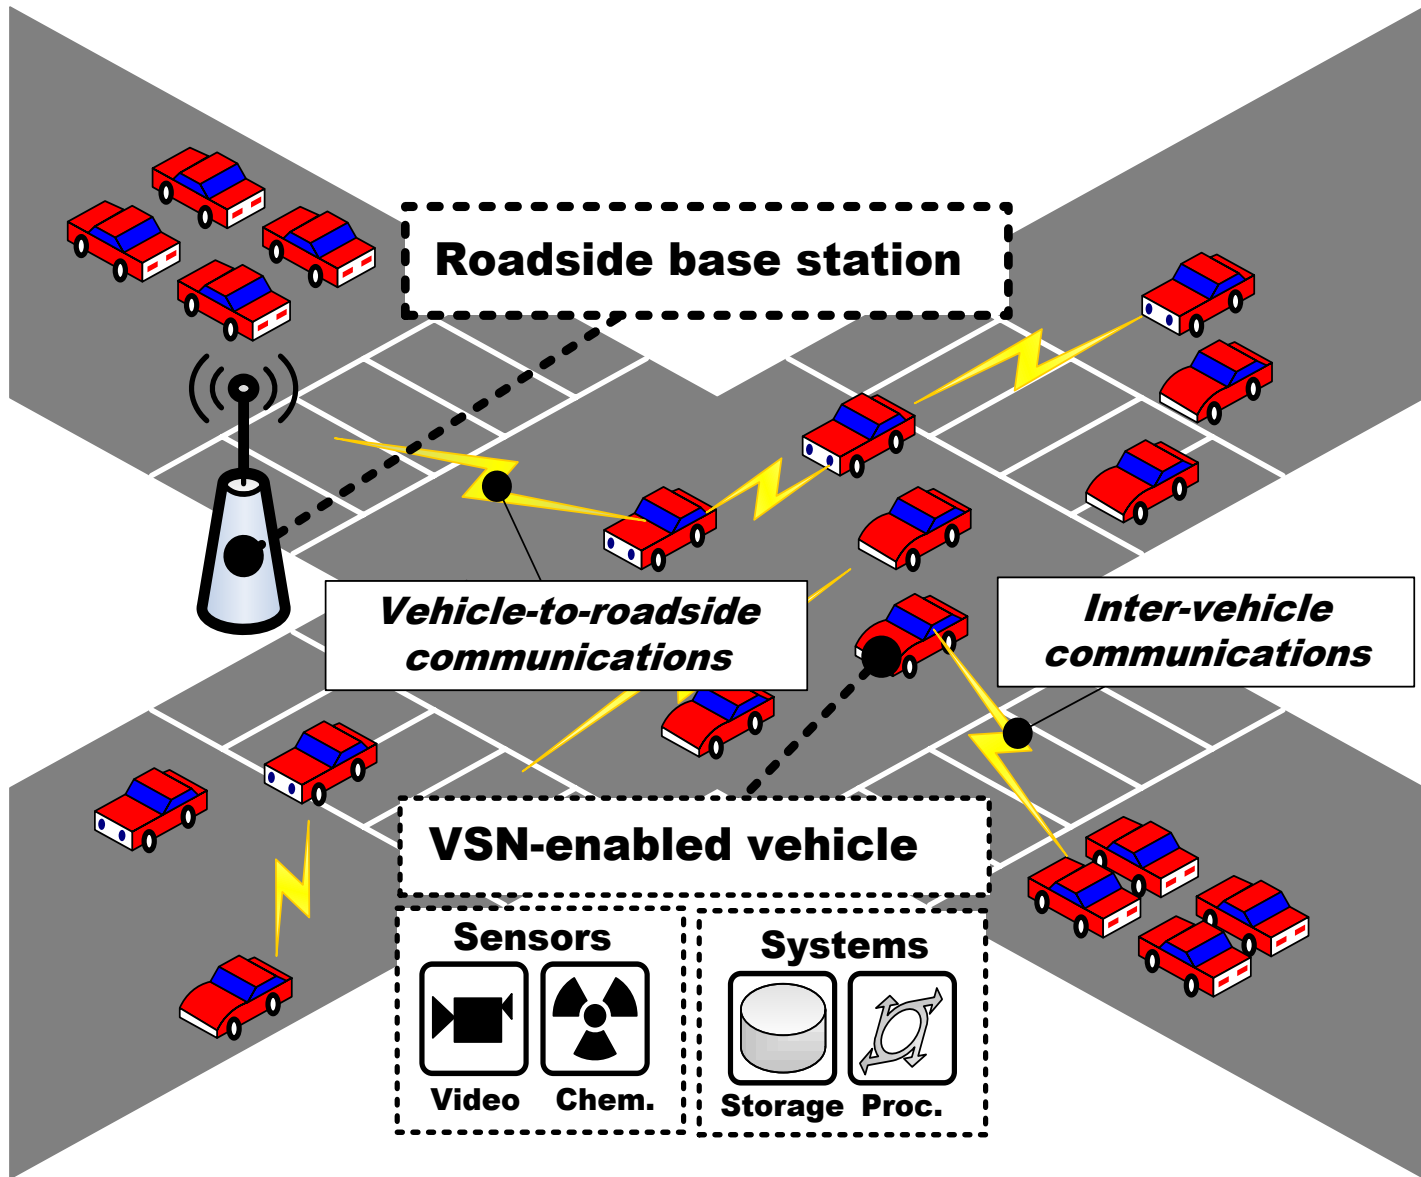 Roadside base station
Vehicle-to-roadside
communications
Inter-vehicle
communications
VSN-enabled vehicle
Sensors
Video
Chem.
Systems
Storage
Proc.